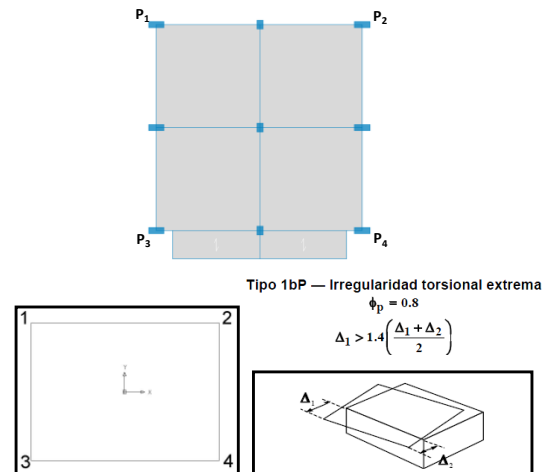 P₁ P₂
P₃ P₄
Tipo 1bP — Irregularidad torsional extrema
ϕₚ = 0.8
Δ₁ > 1.4((Δ₁ + Δ₂)/2)
1 2
Y
X
3 4
Δ₁
Δ₂